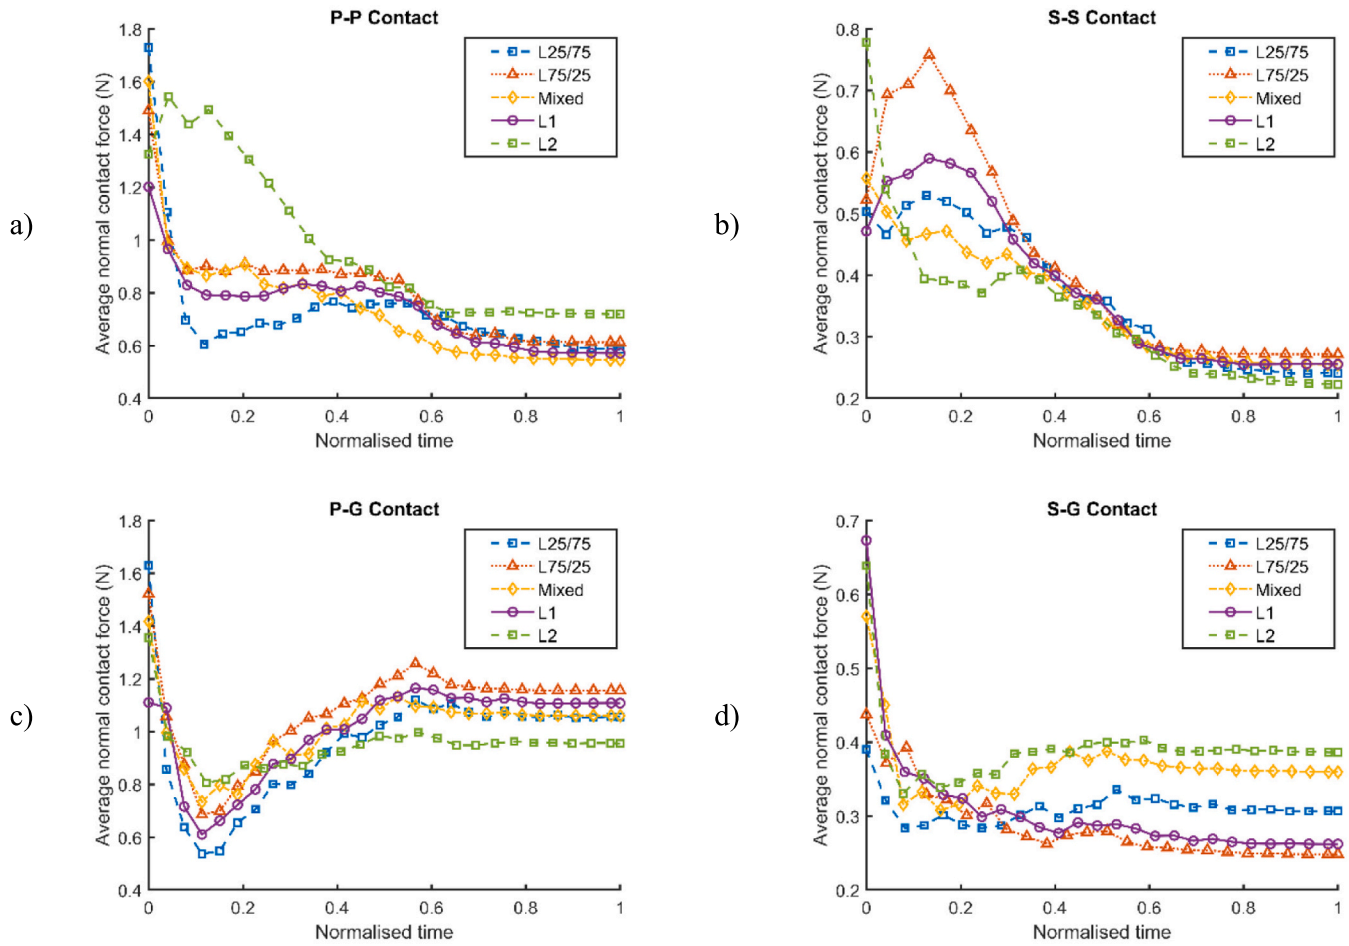 a)
P-P Contact
Average normal contact force (N)
1.8
1.6
1.4
1.2
1
0.8
0.6
0.4
0 0.2 0.4 0.6 0.8 1
Normalised time
L25/75
L75/25
Mixed
L1
L2
b)
S-S Contact
Average normal contact force (N)
0.8
0.7
0.6
0.5
0.4
0.3
0.2
0 0.2 0.4 0.6 0.8 1
Normalised time
L25/75
L75/25
Mixed
L1
L2
c)
P-G Contact
Average normal contact force (N)
1.8
1.6
1.4
1.2
1
0.8
0.6
0.4
0 0.2 0.4 0.6 0.8 1
Normalised time
L25/75
L75/25
Mixed
L1
L2
d)
S-G Contact
Average normal contact force (N)
0.7
0.6
0.5
0.4
0.3
0.2
0 0.2 0.4 0.6 0.8 1
Normalised time
L25/75
L75/25
Mixed
L1
L2